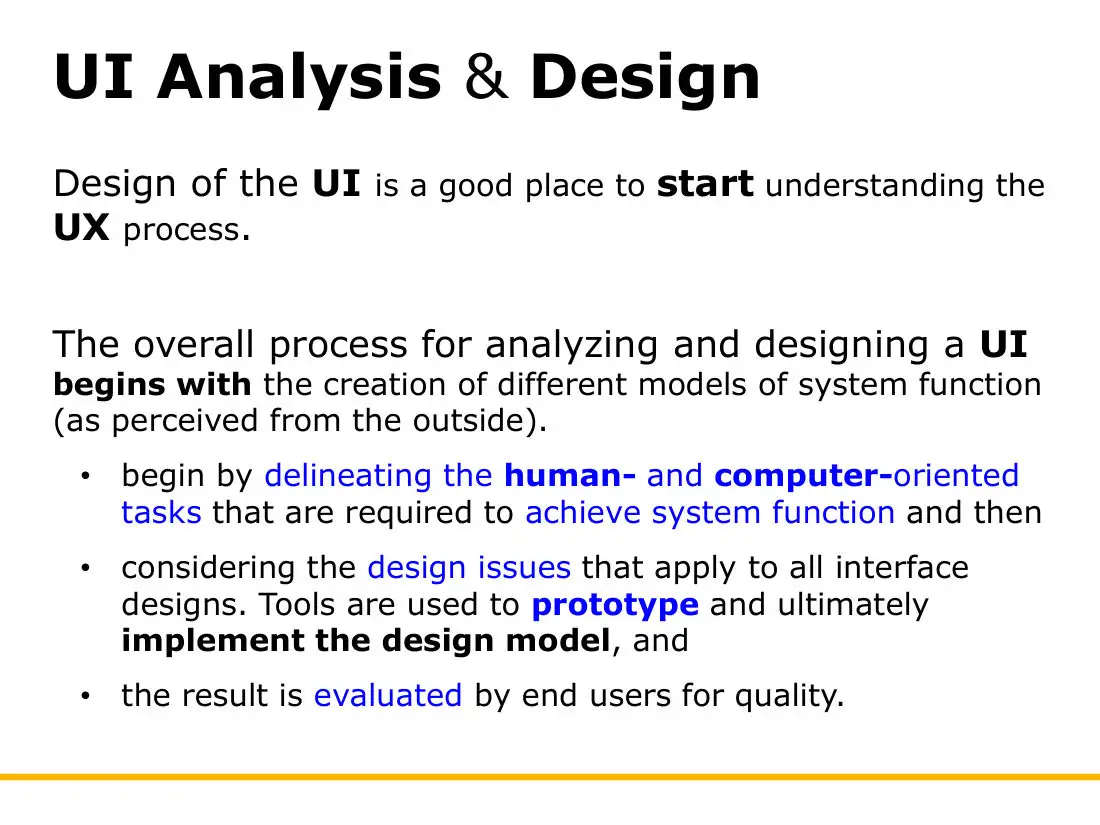 UI Analysis & Design
Design of the UI is a good place to start understanding the
UX process.
The overall process for analyzing and designing a UI
begins with the creation of different models of system function
(as perceived from the outside).
• begin by delineating the human- and computer-oriented
tasks that are required to achieve system function and then
• considering the design issues that apply to all interface
designs. Tools are used to prototype and ultimately
implement the design model, and
• the result is evaluated by end users for quality.